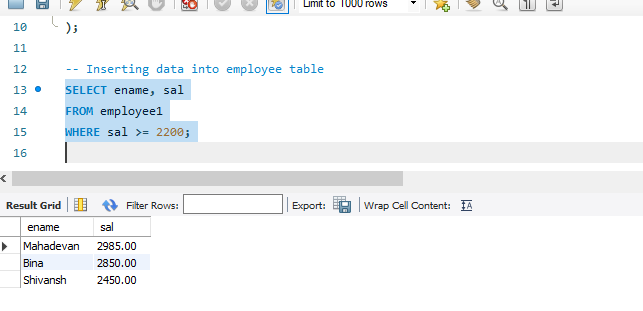 Limit to 1000 rows
10 );
11
12 -- Inserting data into employee table
13 SELECT ename, sal
14 FROM employee1
15 WHERE sal >= 2200;
16
Result Grid Filter Rows: Export: Wrap Cell Content:
ename sal
Mahadevan 2985.00
Bina 2850.00
Shivansh 2450.00